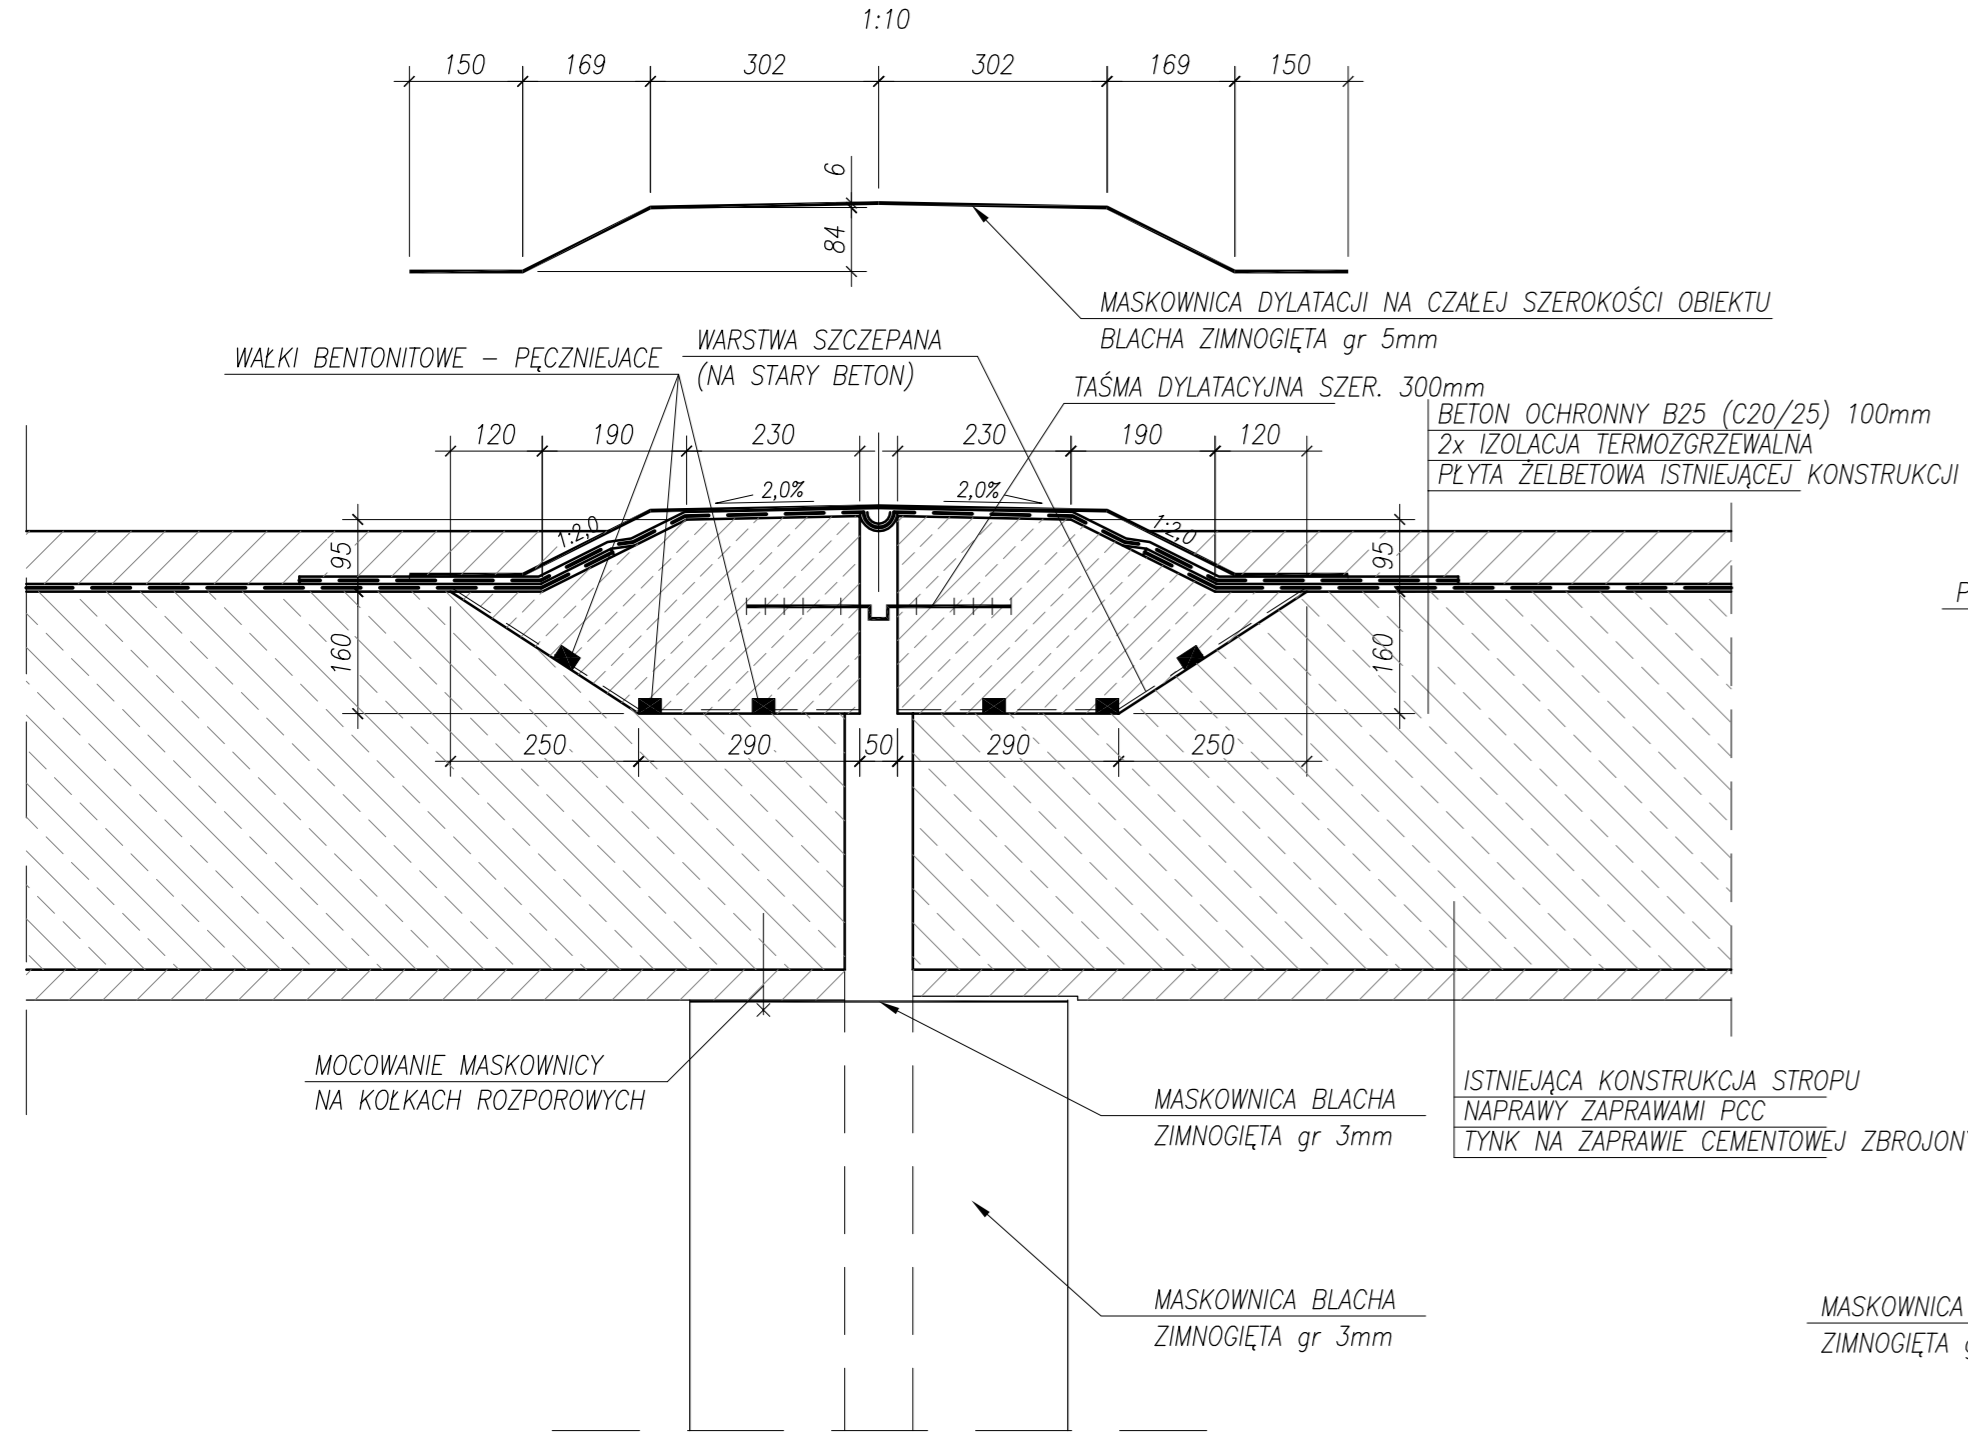 1:10
150 169 302 302 169 150
6
84
MASKOWNICA DYLATACJI NA CZAŁEJ SZEROKOŚCI OBIEKTU
BLACHA ZIMNOGIĘTA gr 5mm
WAŁKI BENTONITOWE – PĘCZNIEJACE
WARSTWA SZCZEPANA
(NA STARY BETON)
TAŚMA DYLATACYJNA SZER. 300mm
BETON OCHRONNY B25 (C20/25) 100mm
2x IZOLACJA TERMOZGRZEWALNA
PŁYTA ŻELBETOWA ISTNIEJĄCEJ KONSTRUKCJI
120 190 230 230 190 120
2,0% 2,0%
1:2,0 1:2,0
95 95
P
160 160
250 290 50 290 250
MOCOWANIE MASKOWNICY
NA KOŁKACH ROZPOROWYCH
MASKOWNICA BLACHA
ZIMNOGIĘTA gr 3mm
ISTNIEJĄCA KONSTRUKCJA STROPU
NAPRAWY ZAPRAWAMI PCC
TYNK NA ZAPRAWIE CEMENTOWEJ
MASKOWNICA BLACHA
ZIMNOGIĘTA gr 3mm
MASKOWNICA
ZIMNOGIĘTA